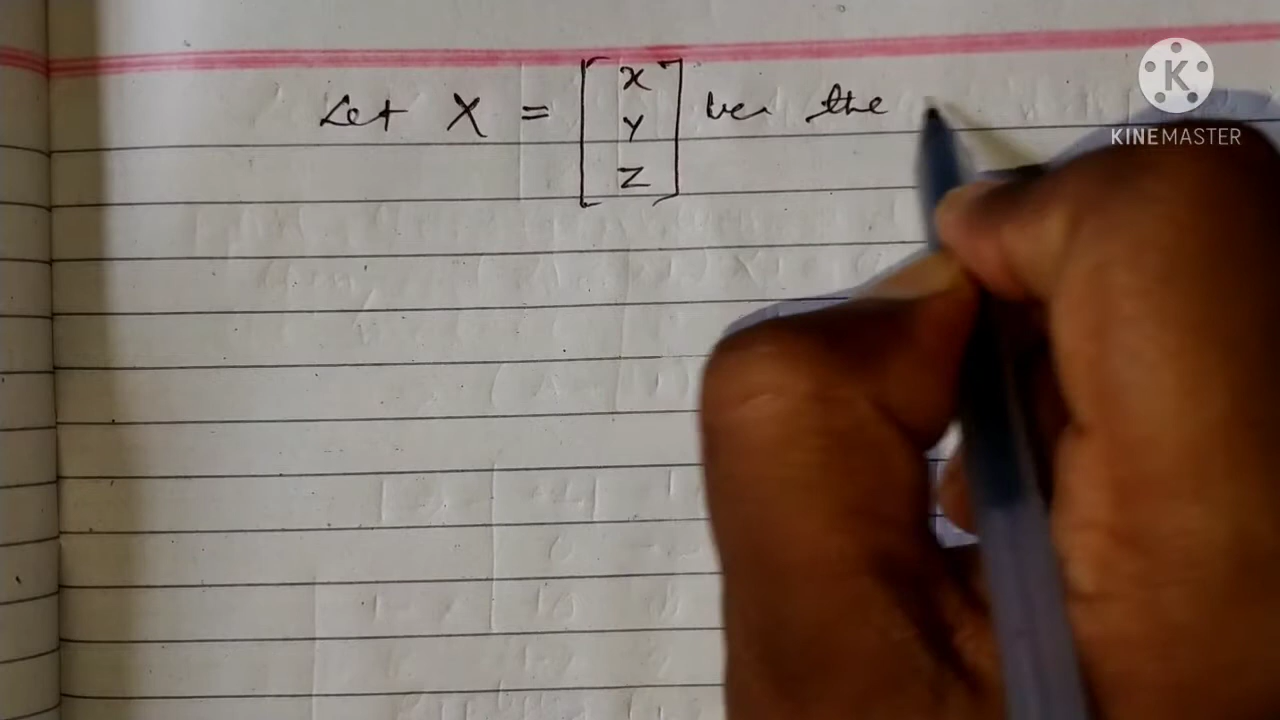 Let X = [x y z] be the
KINEMASTER